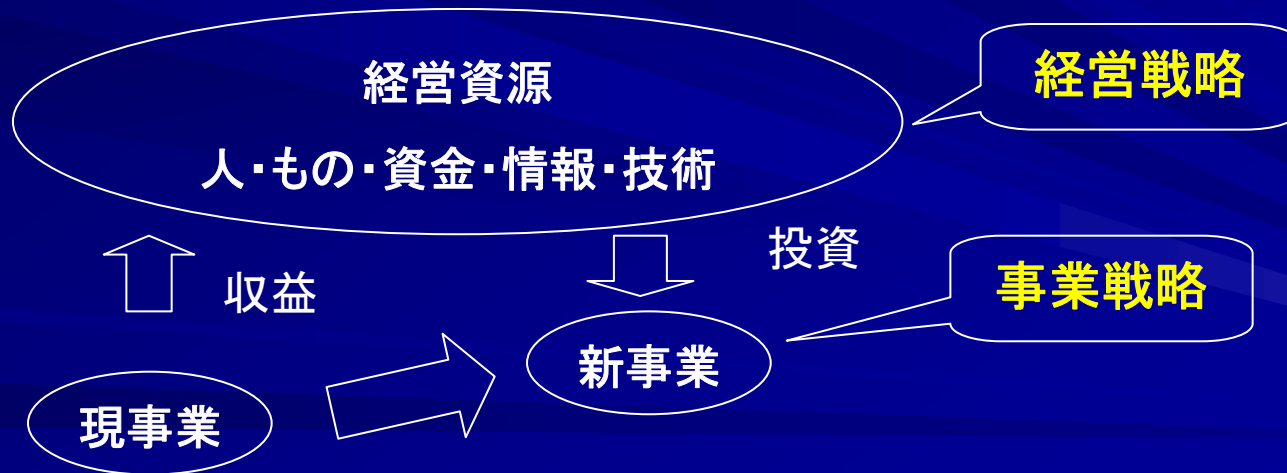 経営資源
人・もの・資金・情報・技術
経営戦略
収益
投資
事業戦略
新事業
現事業